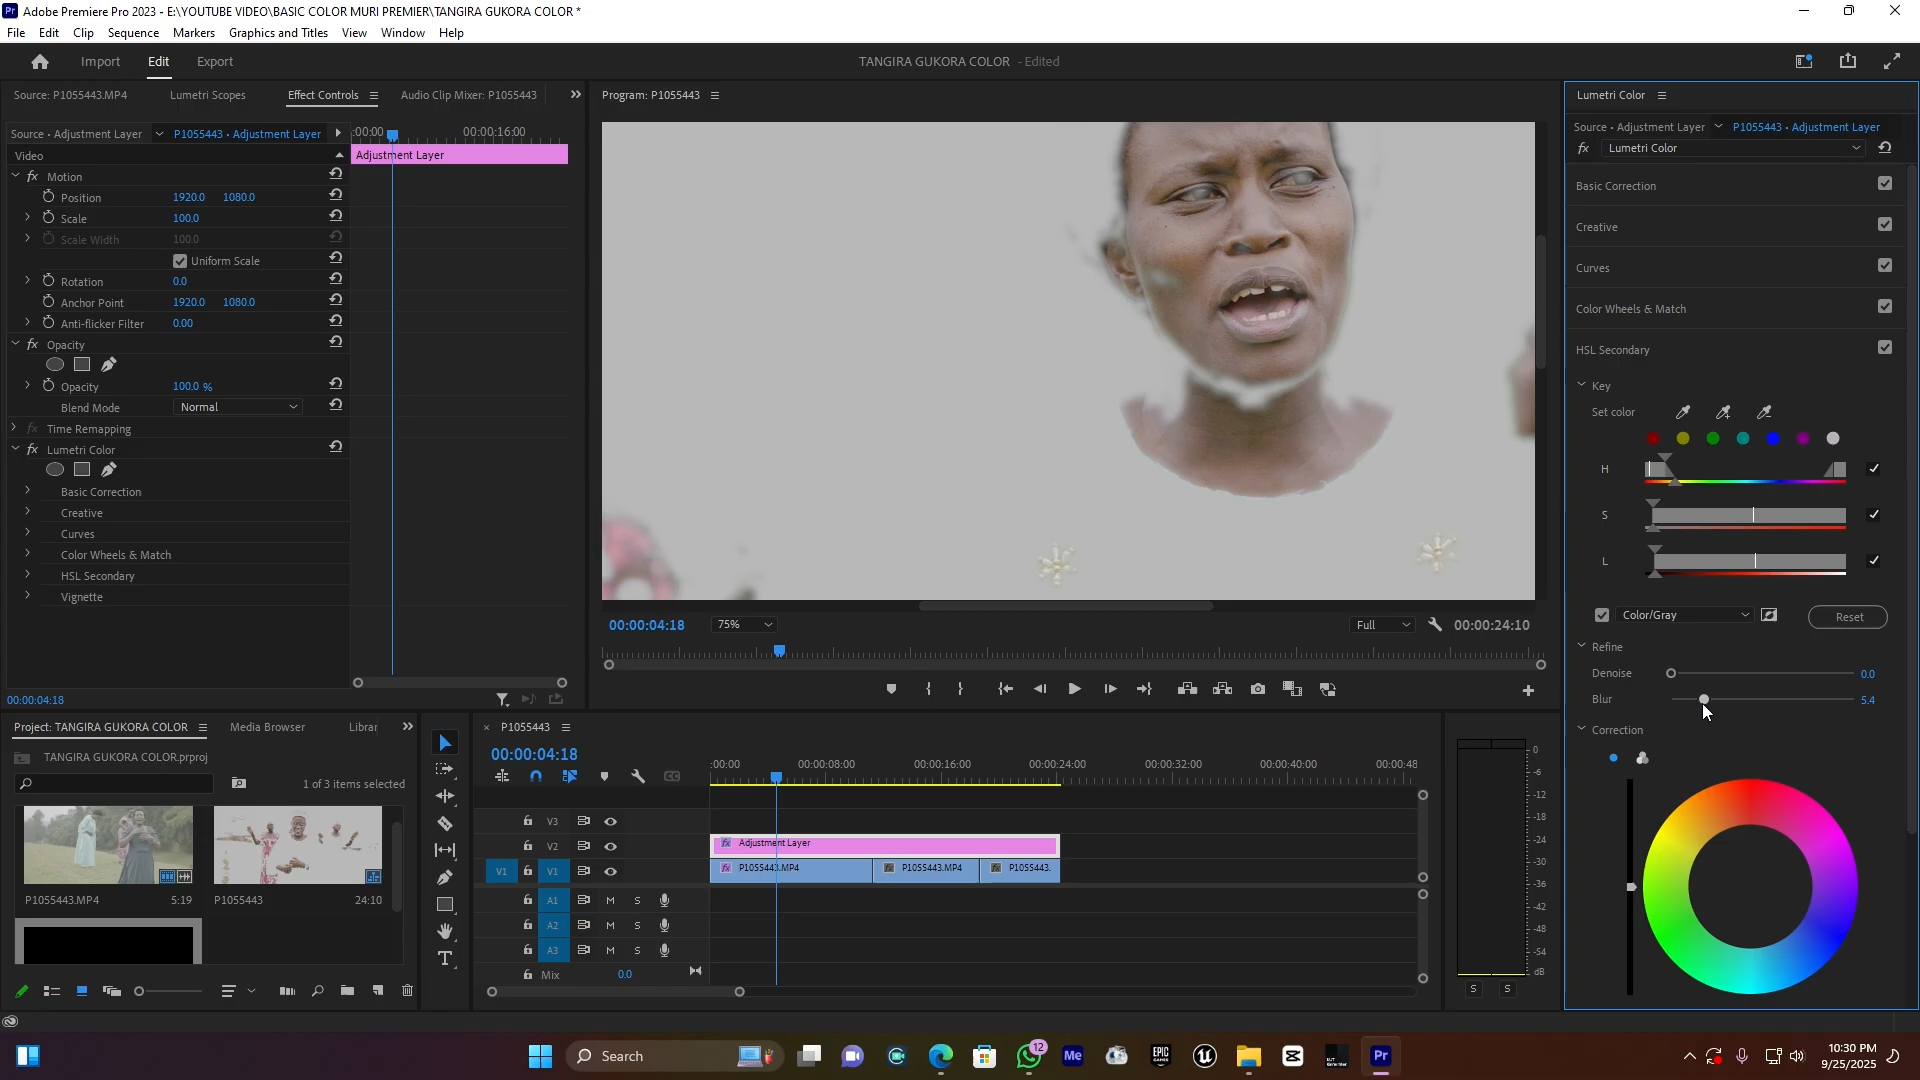 Adobe Premiere Pro 2023 - E:\YOUTUBE VIDEO\BASIC COLOR MURI PREMIER\TANGIRA GUKORA COLOR *
File Edit Clip Sequence Markers Graphics and Titles View Window Help
Import Edit Export
TANGIRA GUKORA COLOR - Edited
Source: P1055443.MP4 Lumetri Scopes Effect Controls Audio Clip Mixer: P1055443
Source • Adjustment Layer P1055443 • Adjustment Layer
:00:00 00:00:16:00
Video
Adjustment Layer
fx Motion
Position 1920.0 1080.0
Scale 100.0
Scale Width 100.0
Uniform Scale
Rotation 0.0
Anchor Point 1920.0 1080.0
Anti-flicker Filter 0.00
fx Opacity
Opacity 100.0 %
Blend Mode Normal
fx Time Remapping
fx Lumetri Color
Basic Correction
Creative
Curves
Color Wheels & Match
HSL Secondary
Vignette
00:00:04:18
Program: P1055443
00:00:04:18 75% Full 00:00:24:10
Lumetri Color
Source • Adjustment Layer P1055443 • Adjustment Layer
fx Lumetri Color
Basic Correction
Creative
Curves
Color Wheels & Match
HSL Secondary
Key
Set color
H
S
L
Color/Gray Reset
Refine
Denoise 0.0
Blur 5.4
Correction
Project: TANGIRA GUKORA COLOR Media Browser Librar
TANGIRA GUKORA COLOR.prproj
1 of 3 items selected
P1055443.MP4 5:19 P1055443 24:10
P1055443
00:00:04:18
:00:00 00:00:08:00 00:00:16:00 00:00:24:00 00:00:32:00 00:00:40:00 00:00:48
V3
V2
fx Adjustment Layer
V1 V1
fx P1055443.MP4 fx P1055443.MP4 fx P1055443.
A1 M S
A2 M S
A3 M S
Mix 0.0
0
-6
-12
-18
-24
-30
-36
-42
-48
-54
dB
S S
Search
12
Me
EPIC GAMES
Pr
10:30 PM
9/25/2025